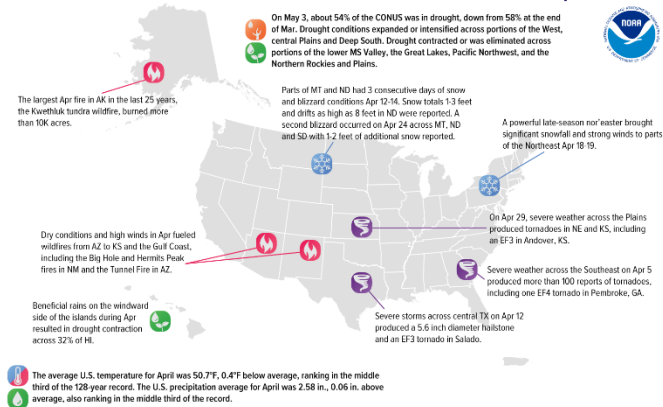 On May 3, about 54% of the CONUS was in drought, down from 58% at the end
of Mar. Drought conditions expanded or intensified across portions of the West,
central Plains and Deep South. Drought contracted or was eliminated across
portions of the lower MS Valley, the Great Lakes, Pacific Northwest, and the
Northern Rockies and Plains.
NOAA
The largest Apr fire in AK in the last 25 years,
the Kwethluk tundra wildfire, burned more
than 10K acres.
Parts of MT and ND had 3 consecutive days of snow
and blizzard conditions Apr 12-14. Snow totals 1-3 feet
and drifts as high as 8 feet in ND were reported. A
second blizzard occurred on Apr 24 across MT, ND
and SD with 1-2 feet of additional snow reported.
A powerful late-season nor'easter brought
significant snowfall and strong winds to parts
of the Northeast Apr 18-19.
Dry conditions and high winds in Apr fueled
wildfires from AZ to KS and the Gulf Coast,
including the Big Hole and Hermits Peak
fires in NM and the Tunnel Fire in AZ.
On Apr 29, severe weather across the Plains
produced tornadoes in NE and KS, including
an EF3 in Andover, KS.
Severe weather across the Southeast on Apr 5
produced more than 100 reports of tornadoes,
including one EF4 tornado in Pembroke, GA.
Beneficial rains on the windward
side of the islands during Apr
resulted in drought contraction
across 32% of HI.
Severe storms across central TX on Apr 12
produced a 5.6 inch diameter hailstone
and an EF3 tornado in Salado.
The average U.S. temperature for April was 50.7°F, 0.4°F below average, ranking in the middle
third of the 128-year record. The U.S. precipitation average for April was 2.58 in., 0.06 in. above
average, also ranking in the middle third of the record.